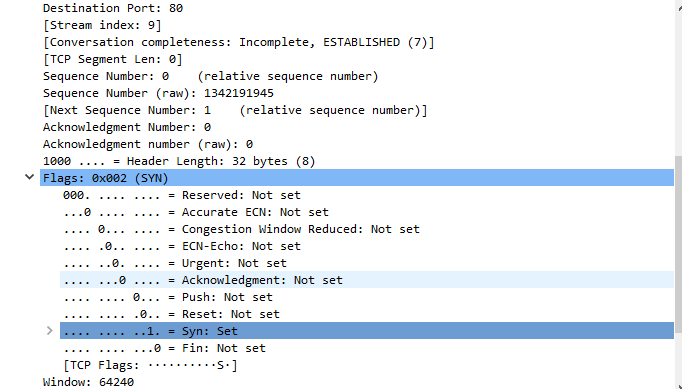 Destination Port: 80
[Stream index: 9]
[Conversation completeness: Incomplete, ESTABLISHED (7)]
[TCP Segment Len: 0]
Sequence Number: 0    (relative sequence number)
Sequence Number (raw): 1342191945
[Next Sequence Number: 1    (relative sequence number)]
Acknowledgment Number: 0
Acknowledgment number (raw): 0
1000 .... = Header Length: 32 bytes (8)
Flags: 0x002 (SYN)
000. .... .... = Reserved: Not set
...0 .... .... = Accurate ECN: Not set
.... 0... .... = Congestion Window Reduced: Not set
.... .0.. .... = ECN-Echo: Not set
.... ..0. .... = Urgent: Not set
.... ...0 .... = Acknowledgment: Not set
.... .... 0... = Push: Not set
.... .... .0.. = Reset: Not set
.... .... ..1. = Syn: Set
.... .... ...0 = Fin: Not set
[TCP Flags: ··········S·]
Window: 64240